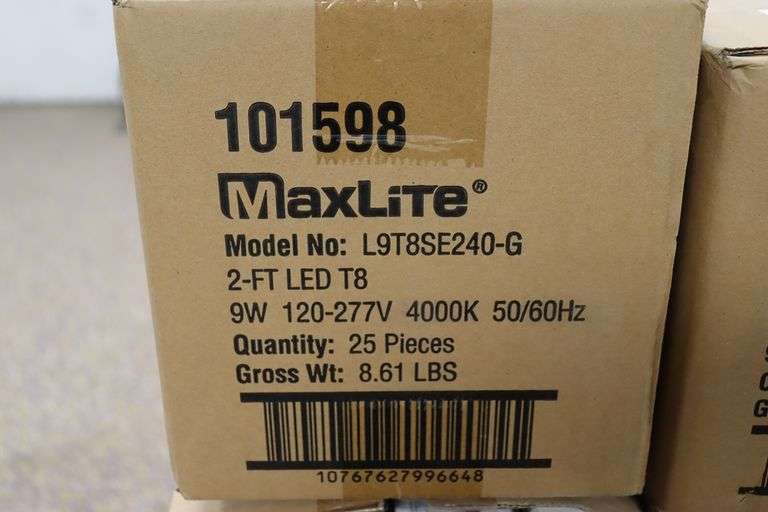 101598
MaxLite®
Model No: L9T8SE240-G
2-FT LED T8
9W 120-277V 4000K 50/60Hz
Quantity: 25 Pieces
Gross Wt: 8.61 LBS
10767627996648